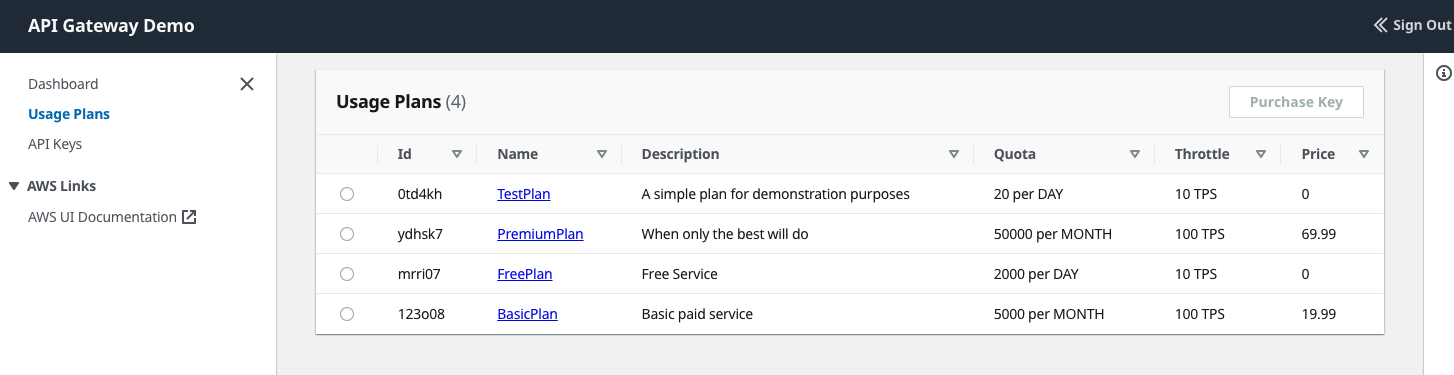 API Gateway Demo
Sign Out
Dashboard
Usage Plans
API Keys
AWS Links
AWS UI Documentation
Usage Plans (4)
Purchase Key
Id Name Description Quota Throttle Price
0td4kh TestPlan A simple plan for demonstration purposes 20 per DAY 10 TPS 0
ydhsk7 PremiumPlan When only the best will do 50000 per MONTH 100 TPS 69.99
mrri07 FreePlan Free Service 2000 per DAY 10 TPS 0
123o08 BasicPlan Basic paid service 5000 per MONTH 100 TPS 19.99